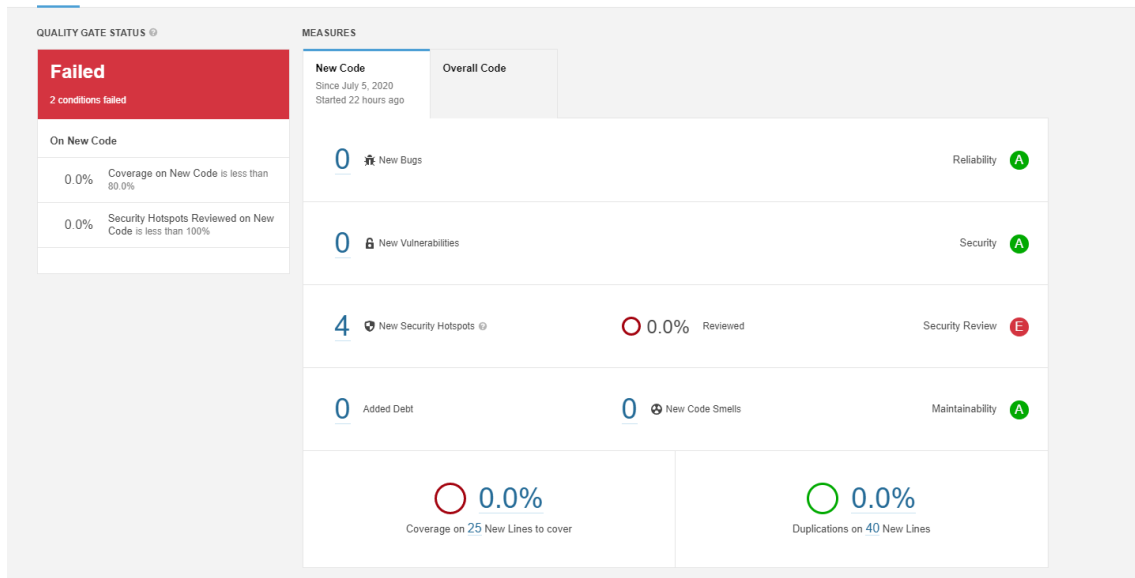 QUALITY GATE STATUS
MEASURES
Failed
2 conditions failed
On New Code
0.0% Coverage on New Code is less than
80.0%
0.0% Security Hotspots Reviewed on New
Code is less than 100%
New Code
Since July 5, 2020
Started 22 hours ago
Overall Code
0 New Bugs
Reliability A
0 New Vulnerabilities
Security A
4 New Security Hotspots ?
0.0% Reviewed
Security Review E
0 Added Debt
0 New Code Smells
Maintainability A
0.0%
Coverage on 25 New Lines to cover
0.0%
Duplications on 40 New Lines